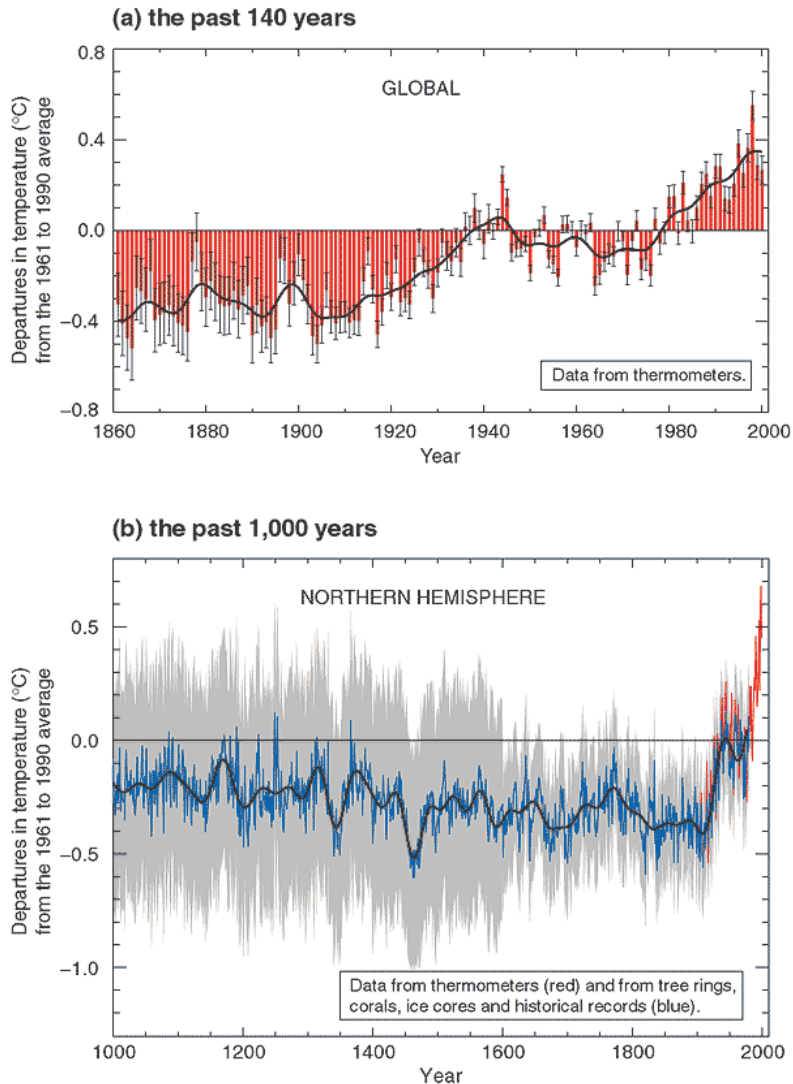 (a) the past 140 years
GLOBAL
Departures in temperature (°C)
from the 1961 to 1990 average
0.8
0.4
0.0
−0.4
−0.8
Data from thermometers.
1860 1880 1900 1920 1940 1960 1980 2000
Year
(b) the past 1,000 years
NORTHERN HEMISPHERE
Departures in temperature (°C)
from the 1961 to 1990 average
0.5
0.0
−0.5
−1.0
Data from thermometers (red) and from tree rings,
corals, ice cores and historical records (blue).
1000 1200 1400 1600 1800 2000
Year